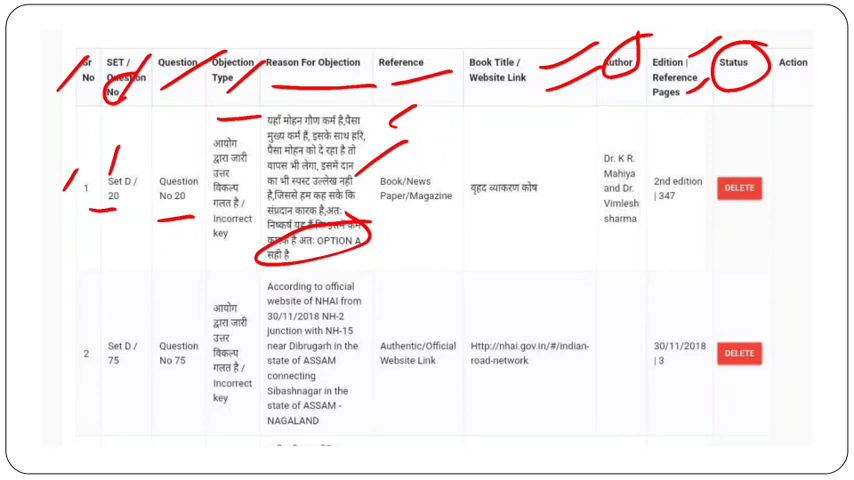 Sr No
SET / Question No
Question
Objection Type
Reason For Objection
Reference
Book Title / Website Link
Author
Edition | Reference Pages
Status
Action
1
Set D / 20
Question No 20
आयोग
द्वारा जारी
उत्तर
विकल्प
गलत है /
Incorrect
key
यहाँ मोहन गौण कर्म है,पैसा
मुख्य कर्म हैं, इसके साथ हरि,
पैसा मोहन को दे रहा है तो
वापस भी लेगा, इसमें दान
का भी स्पस्ट उल्लेख नही
है,जिससे हम कह सके कि
संप्रदान कारक है,अतः
निष्कर्ष यह है कि इसमें कर्म
कारक है अतः OPTION A
सही है
Book/News
Paper/Magazine
वृहद व्याकरण कोष
Dr. K R.
Mahiya
and Dr.
Vimlesh
sharma
2nd edition
| 347
DELETE
2
Set D /
75
Question
No 75
आयोग
द्वारा जारी
उत्तर
विकल्प
गलत है /
Incorrect
key
According to official
website of NHAI from
30/11/2018 NH-2
junction with NH-15
near Dibrugarh in the
state of ASSAM
connecting
Sibashnagar in the
state of ASSAM -
NAGALAND
Authentic/Official
Website Link
Http://nhai.gov.in/#/indian-
road-network
30/11/2018
| 3
DELETE